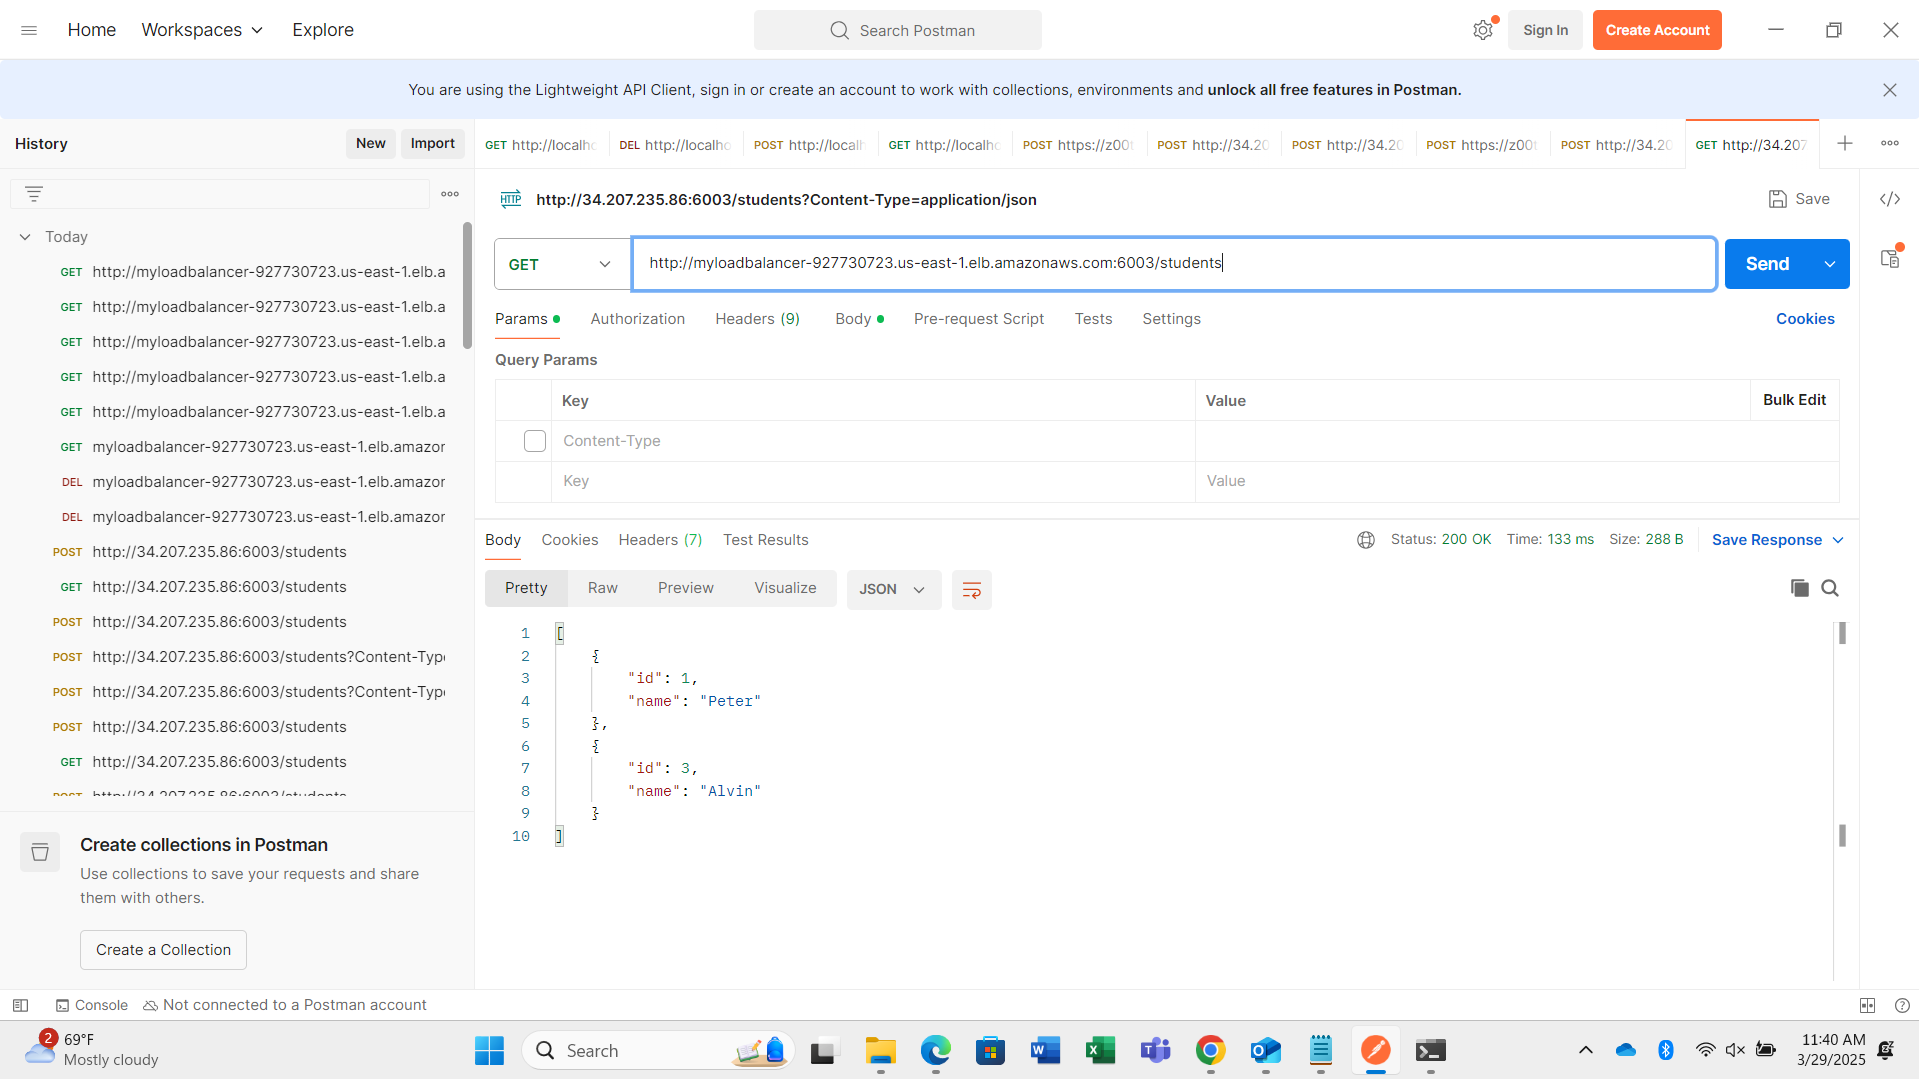 Home
Workspaces
Explore
Search Postman
Sign In
Create Account
You are using the Lightweight API Client, sign in or create an account to work with collections, environments and unlock all free features in Postman.
History
New
Import
GET http://localhc
DEL http://localho
POST http://localh
GET http://localhc
POST https://z00
POST http://34.20
POST http://34.20
POST https://z00
POST http://34.20
GET http://34.207
HTTP http://34.207.235.86:6003/students?Content-Type=application/json
Save
Today
GET http://myloadbalancer-927730723.us-east-1.elb.a
GET http://myloadbalancer-927730723.us-east-1.elb.a
GET http://myloadbalancer-927730723.us-east-1.elb.a
GET http://myloadbalancer-927730723.us-east-1.elb.a
GET http://myloadbalancer-927730723.us-east-1.elb.a
GET myloadbalancer-927730723.us-east-1.elb.amazor
DEL myloadbalancer-927730723.us-east-1.elb.amazor
DEL myloadbalancer-927730723.us-east-1.elb.amazor
POST http://34.207.235.86:6003/students
GET http://34.207.235.86:6003/students
POST http://34.207.235.86:6003/students
POST http://34.207.235.86:6003/students?Content-Type
POST http://34.207.235.86:6003/students?Content-Type
POST http://34.207.235.86:6003/students
GET http://34.207.235.86:6003/students
POST http://34.207.235.86:6003/students
GET
http://myloadbalancer-927730723.us-east-1.elb.amazonaws.com:6003/students
Send
Params
Authorization
Headers (9)
Body
Pre-request Script
Tests
Settings
Cookies
Query Params
Key
Value
Bulk Edit
Content-Type
Key
Value
Body
Cookies
Headers (7)
Test Results
Status: 200 OK
Time: 133 ms
Size: 288 B
Save Response
Pretty
Raw
Preview
Visualize
JSON
1 [
2 {
3 "id": 1,
4 "name": "Peter"
5 },
6 {
7 "id": 3,
8 "name": "Alvin"
9 }
10 ]
Create collections in Postman
Use collections to save your requests and share
them with others.
Create a Collection
Console
Not connected to a Postman account
2
69°F
Mostly cloudy
Search
11:40 AM
3/29/2025